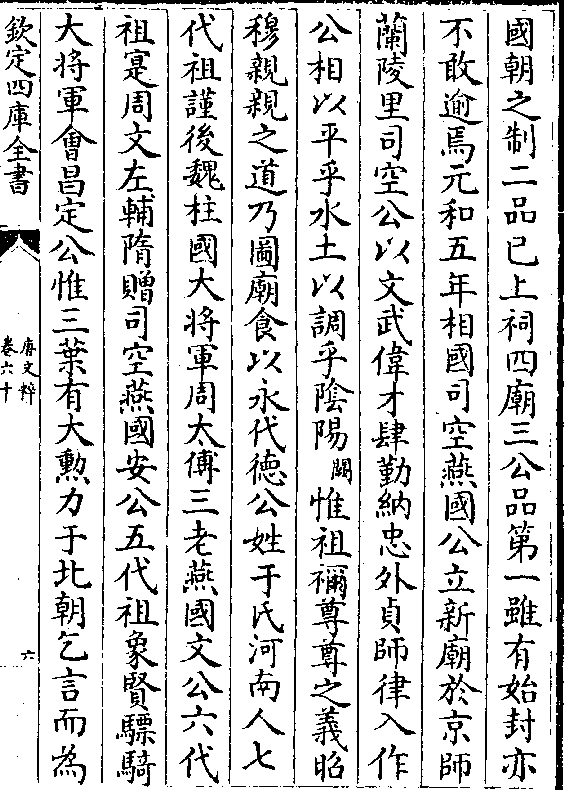 國朝之制二品已上祠四廟三公品第一雖有始封亦
不敢逾焉元和五年相國司空燕國公立新廟於京師
蘭陵里司空公以文武偉才肆勤納忠外貞師律入作
公相以平乎水土以調乎陰陽闕惟祖禰尊尊之義昭
穆親親之道乃圖廟食以永代德公姓于氏河南人七
代祖謹後魏柱國大将軍周太傅三老燕國文公六代
祖寔周文左輔隋贈司空燕國安公五代祖象賢驃騎
大将軍會昌定公惟三葉有大勲力于北朝乞言而為
欽定四庫全書
唐文粹
卷六十
六